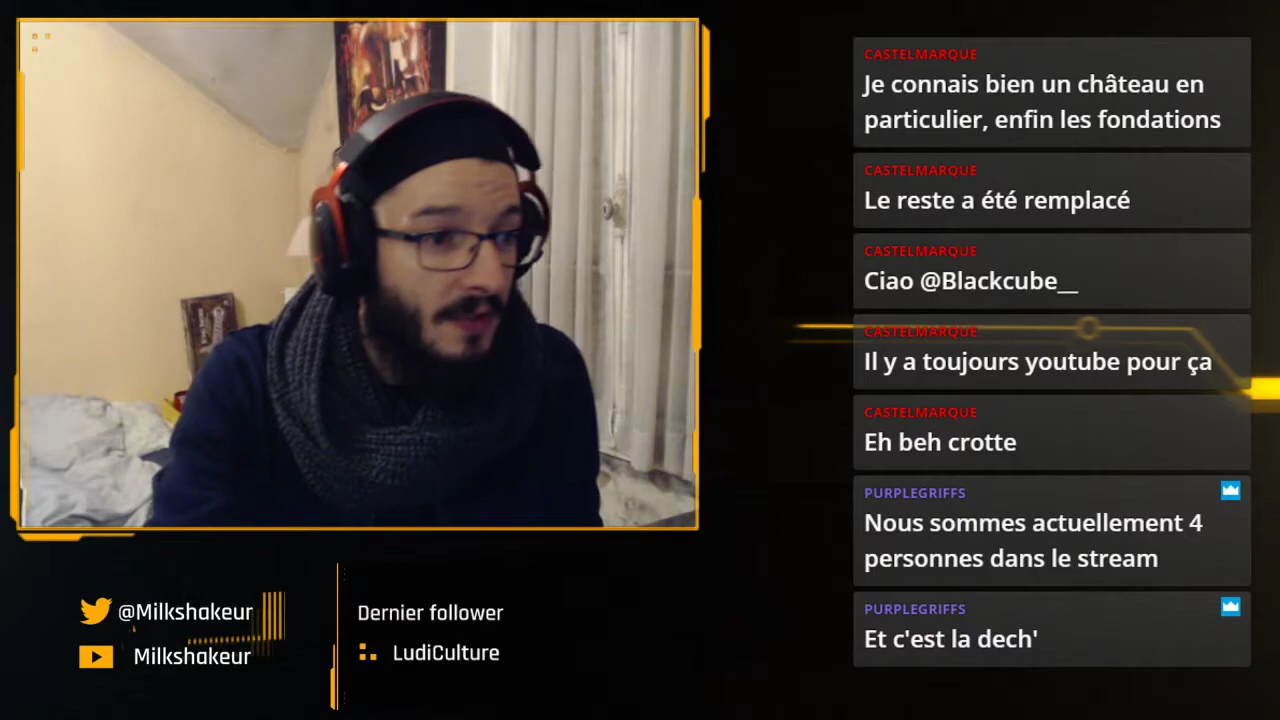 CASTELMARQUE
Je connais bien un château en
particulier, enfin les fondations
CASTELMARQUE
Le reste a été remplacé
CASTELMARQUE
Ciao @Blackcube__
CASTELMARQUE
Il y a toujours youtube pour ça
CASTELMARQUE
Eh beh crotte
PURPLEGRIFFS
Nous sommes actuellement 4
personnes dans le stream
PURPLEGRIFFS
Et c'est la dech'
@Milkshakeur
Milkshakeur
Dernier follower
LudiCulture